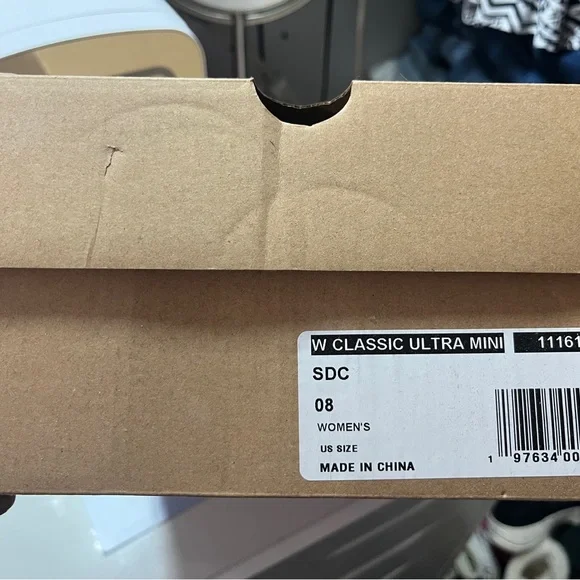 W CLASSIC ULTRA MINI 11161
SDC
08
WOMEN'S
US SIZE
1 97634 00
MADE IN CHINA